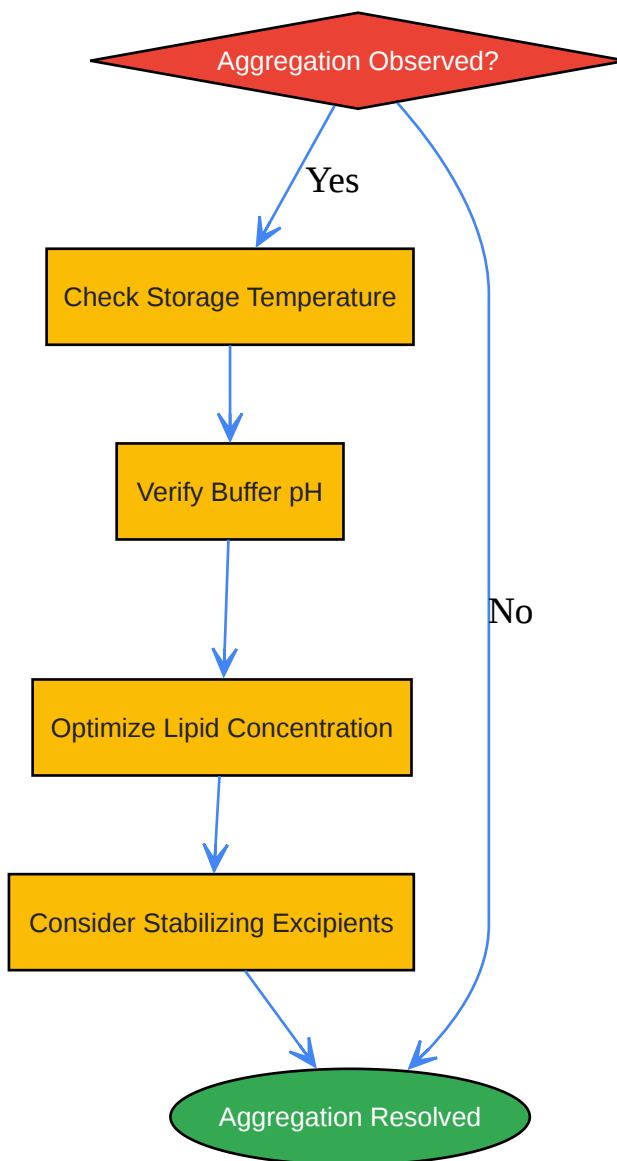 Aggregation Observed?
Yes
Check Storage Temperature
Verify Buffer pH
No
Optimize Lipid Concentration
Consider Stabilizing Excipients
Aggregation Resolved